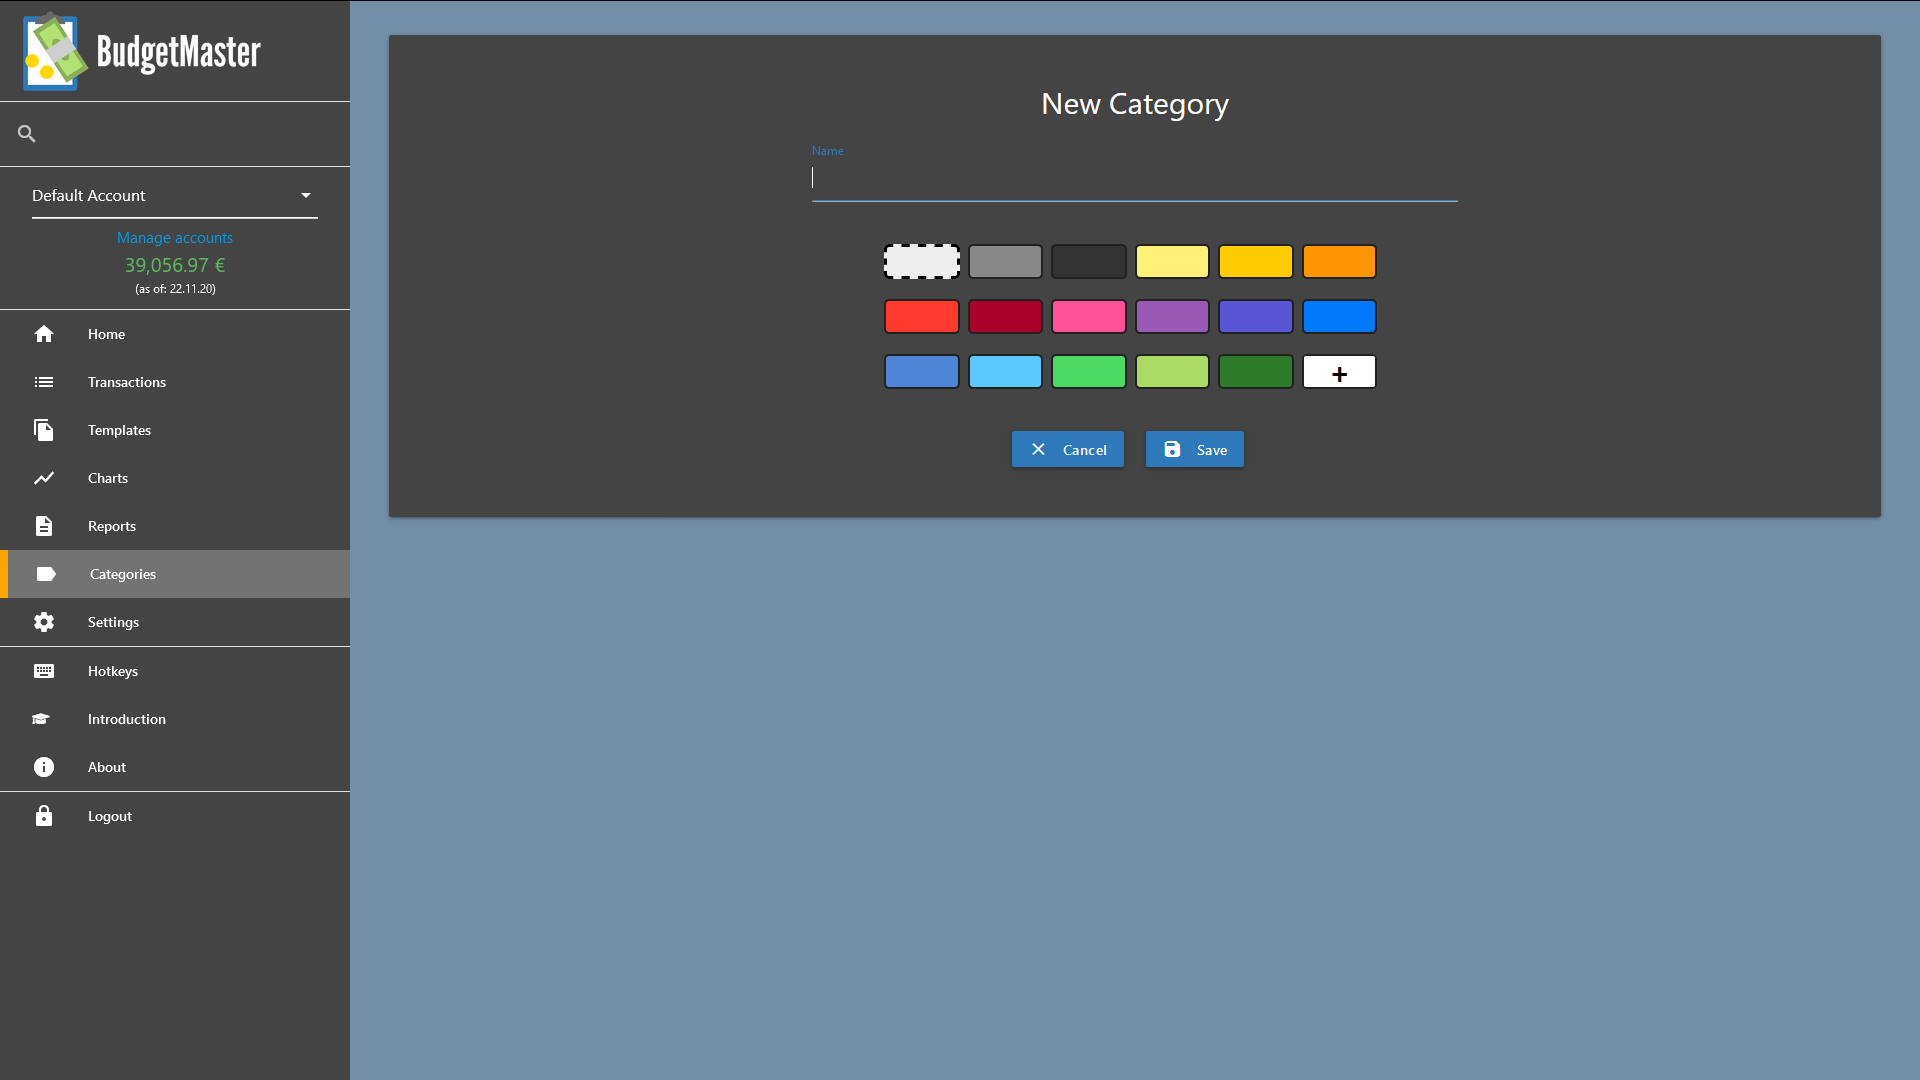 BudgetMaster
Default Account
Manage accounts
39,056.97 €
(as of: 22.11.20)
Home
Transactions
Templates
Charts
Reports
Categories
Settings
Hotkeys
Introduction
About
Logout
New Category
Name
+
Cancel
Save